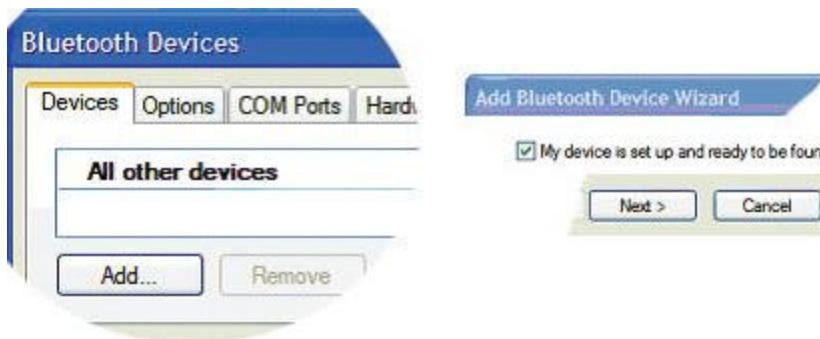 Bluetooth Devices
Devices Options COM Ports Hard
All other devices
Add... Remove
Add Bluetooth Device Wizard
My device is set up and ready to be foun
Next > Cancel